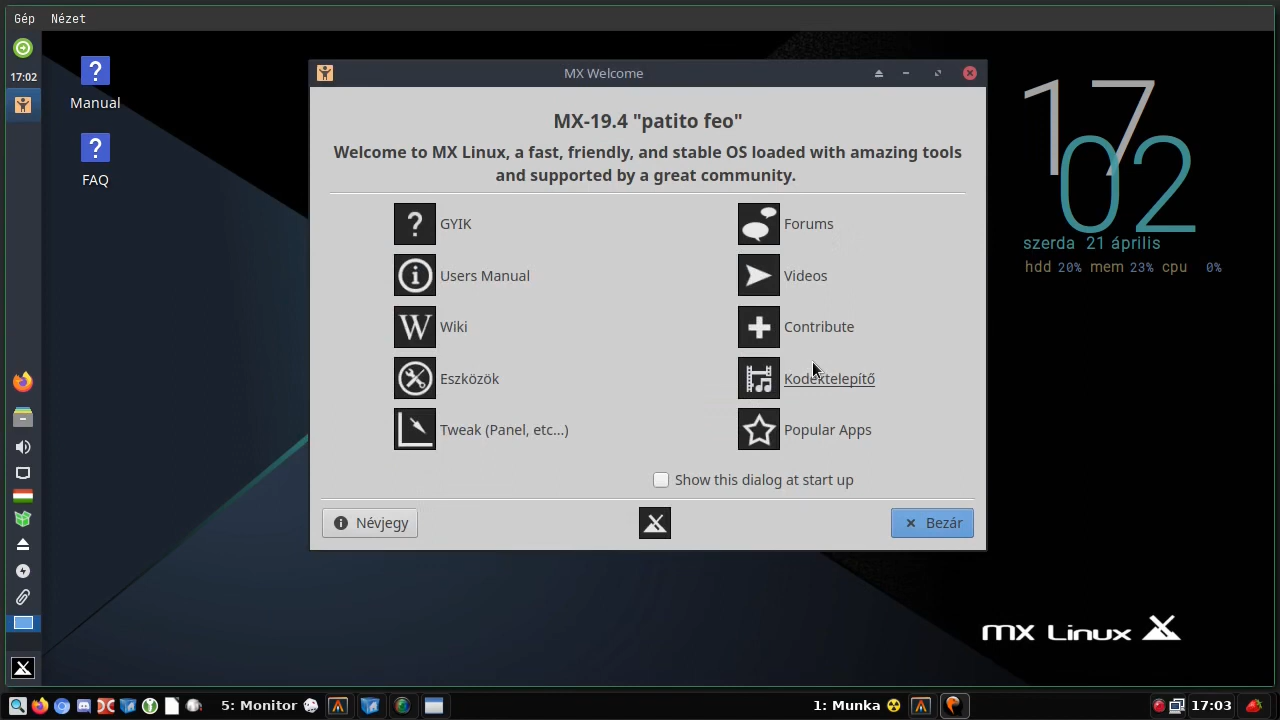 Gép Nézet
17:02
Manual
FAQ
MX Welcome
MX-19.4 "patito feo"
Welcome to MX Linux, a fast, friendly, and stable OS loaded with amazing tools
and supported by a great community.
GYIK
Forums
Users Manual
Videos
Wiki
Contribute
Eszközök
Kodektelepítő
Tweak (Panel, etc...)
Popular Apps
Show this dialog at start up
Névjegy
Bezár
17
02
szerda 21 április
hdd 20% mem 23% cpu 0%
mx Linux
5: Monitor
1: Munka
17:03